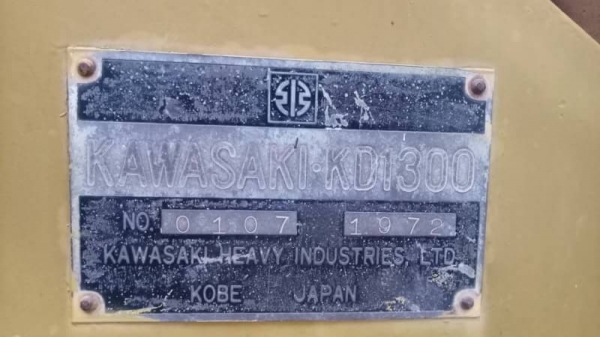 KAWASAKI·KD1300
NO. 0107 1972
KAWASAKI HEAVY INDUSTRIES, LTD.
KOBE JAPAN